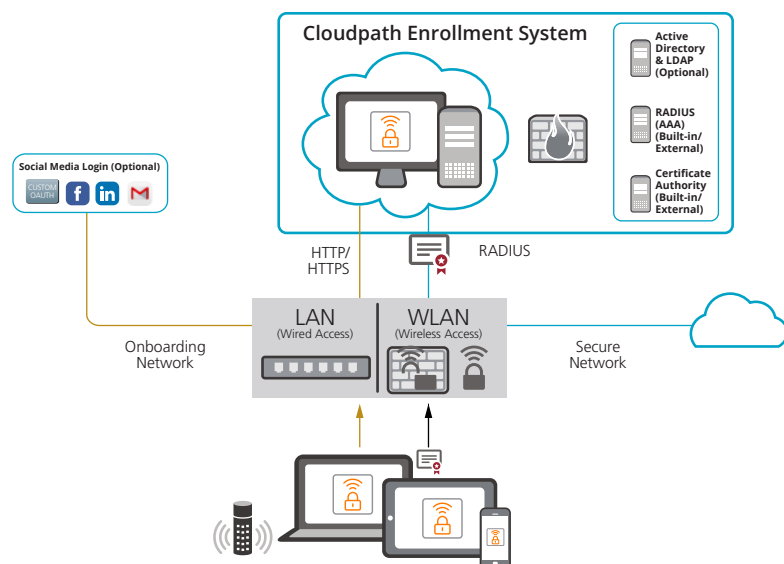 Cloudpath Enrollment System
Active
Directory
& LDAP
(Optional)
RADIUS
(AAA)
(Built-in/
External)
Certificate
Authority
(Built-in/
External)
Social Media Login (Optional)
CUSTOM
OAUTH
f
in
M
HTTP/
HTTPS
RADIUS
LAN
(Wired Access)
WLAN
(Wireless Access)
Onboarding
Network
Secure
Network